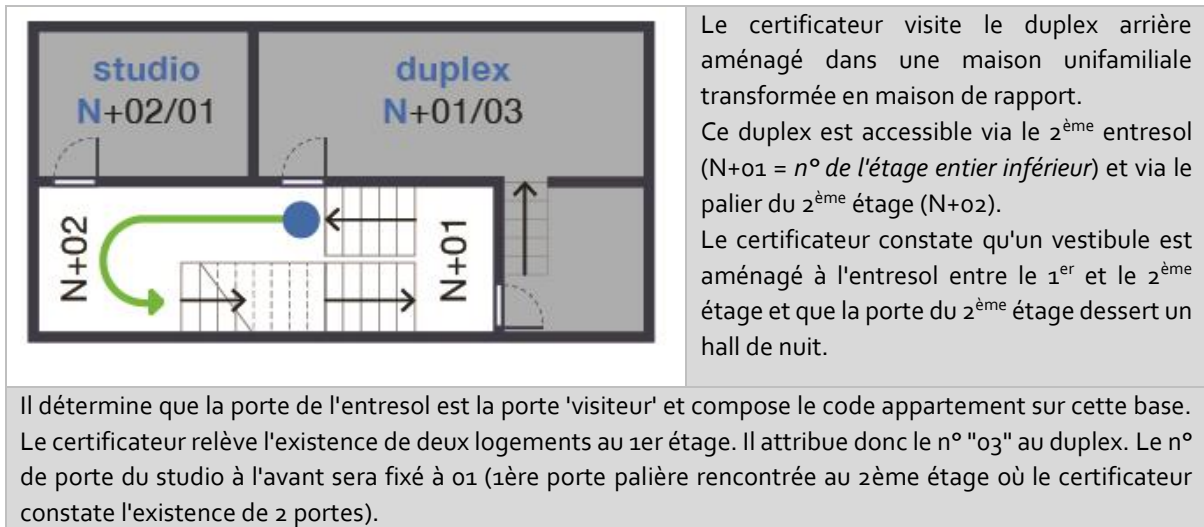 studio
N+02/01
duplex
N+01/03
N+02
N+01
Le certificateur visite le duplex arrière
aménagé dans une maison unifamiliale
transformée en maison de rapport.
Ce duplex est accessible via le 2ème entresol
(N+01 = n° de l'étage entier inférieur) et via le
palier du 2ème étage (N+02).
Le certificateur constate qu'un vestibule est
aménagé à l'entresol entre le 1er et le 2ème
étage et que la porte du 2ème étage dessert un
hall de nuit.
Il détermine que la porte de l'entresol est la porte 'visiteur' et compose le code appartement sur cette base.
Le certificateur relève l'existence de deux logements au 1er étage. Il attribue donc le n° "03" au duplex. Le n°
de porte du studio à l'avant sera fixé à 01 (1ère porte palière rencontrée au 2ème étage où le certificateur
constate l'existence de 2 portes).